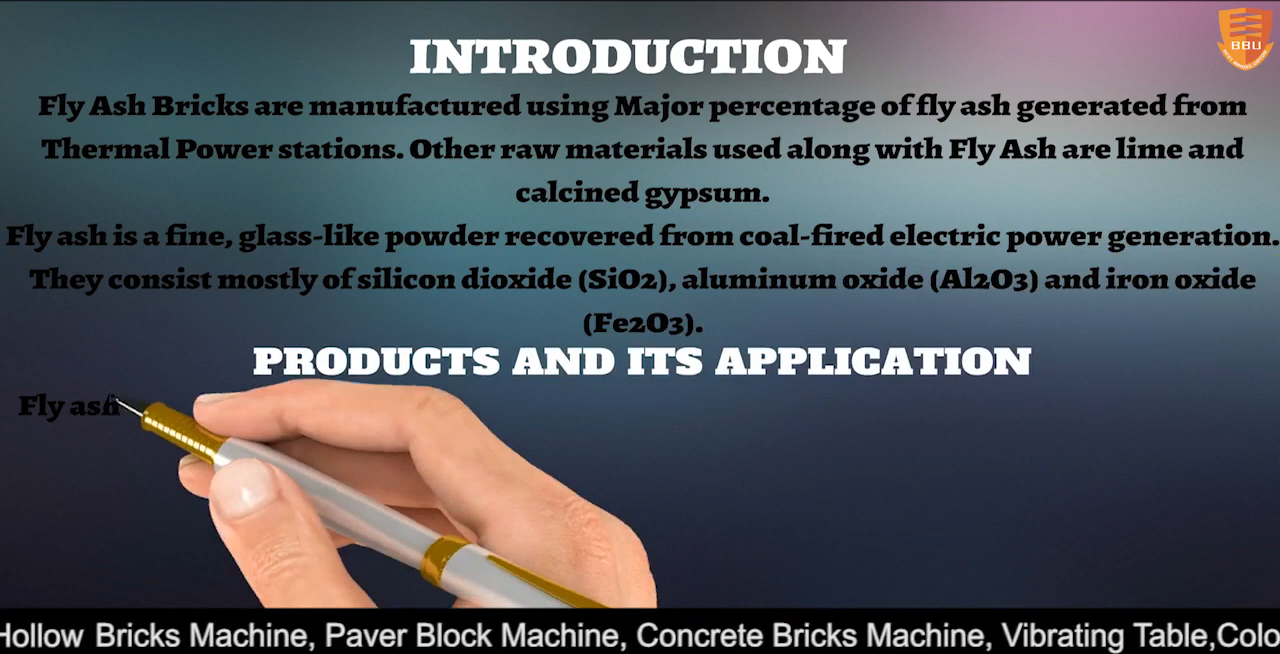 BBU
INTRODUCTION
Fly Ash Bricks are manufactured using Major percentage of fly ash generated from
Thermal Power stations. Other raw materials used along with Fly Ash are lime and
calcined gypsum.
Fly ash is a fine, glass-like powder recovered from coal-fired electric power generation.
They consist mostly of silicon dioxide (SiO2), aluminum oxide (Al2O3) and iron oxide
(Fe2O3).
PRODUCTS AND ITS APPLICATION
Fly ash
Hollow Bricks Machine, Paver Block Machine, Concrete Bricks Machine, Vibrating Table,Colo